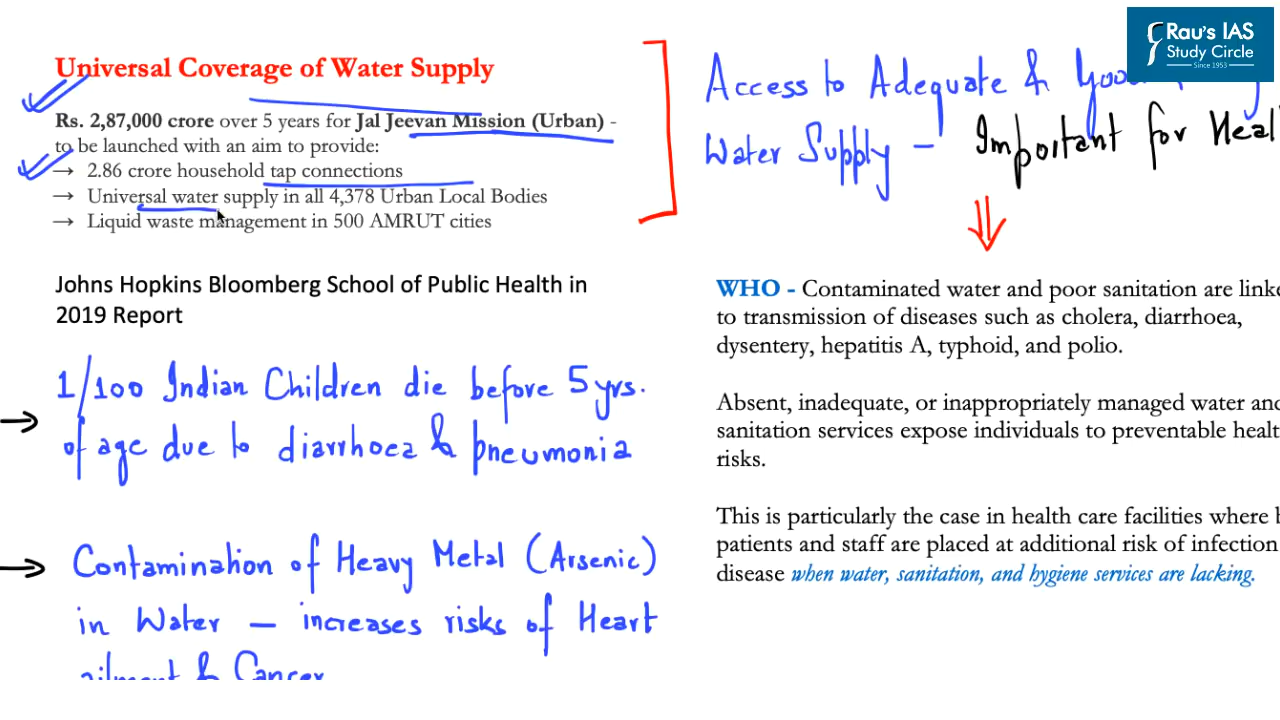 Universal Coverage of Water Supply
Rs. 2,87,000 crore over 5 years for Jal Jeevan Mission (Urban) -
to be launched with an aim to provide:
→ 2.86 crore household tap connections
→ Universal water supply in all 4,378 Urban Local Bodies
→ Liquid waste management in 500 AMRUT cities
Johns Hopkins Bloomberg School of Public Health in
2019 Report
→ 1/100 Indian Children die before 5 yrs.
of age due to diarrhoea & pneumonia
→ Contamination of Heavy Metal (Arsenic)
in Water – increases risks of Heart
ailment & Cancer
Rau's IAS
Study Circle
Since 1953
Access to Adequate &
Water Supply – Important for Heal
WHO - Contaminated water and poor sanitation are linke
to transmission of diseases such as cholera, diarrhoea,
dysentery, hepatitis A, typhoid, and polio.
Absent, inadequate, or inappropriately managed water and
sanitation services expose individuals to preventable healt
risks.
This is particularly the case in health care facilities where b
patients and staff are placed at additional risk of infection
disease when water, sanitation, and hygiene services are lacking.